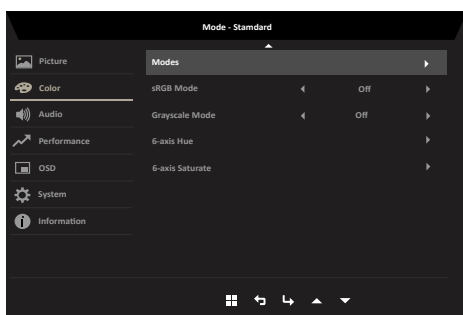 Mode - Standard
Picture
Modes
Color
sRGB Mode Off
Audio
Grayscale Mode Off
Performance
6-axis Hue
OSD
6-axis Saturate
System
Information